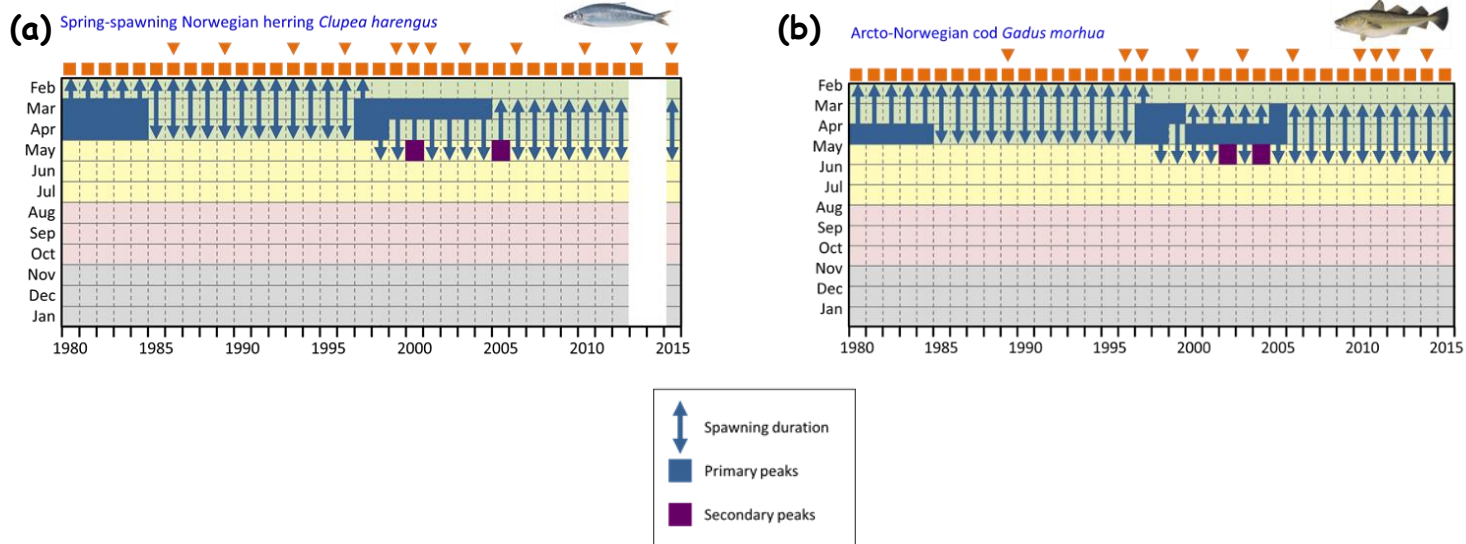 (a) Spring-spawning Norwegian herring Clupea harengus
Feb
Mar
Apr
May
Jun
Jul
Aug
Sep
Oct
Nov
Dec
Jan
1980 1985 1990 1995 2000 2005 2010 2015
(b) Arcto-Norwegian cod Gadus morhua
Feb
Mar
Apr
May
Jun
Jul
Aug
Sep
Oct
Nov
Dec
Jan
1980 1985 1990 1995 2000 2005 2010 2015
Spawning duration
Primary peaks
Secondary peaks